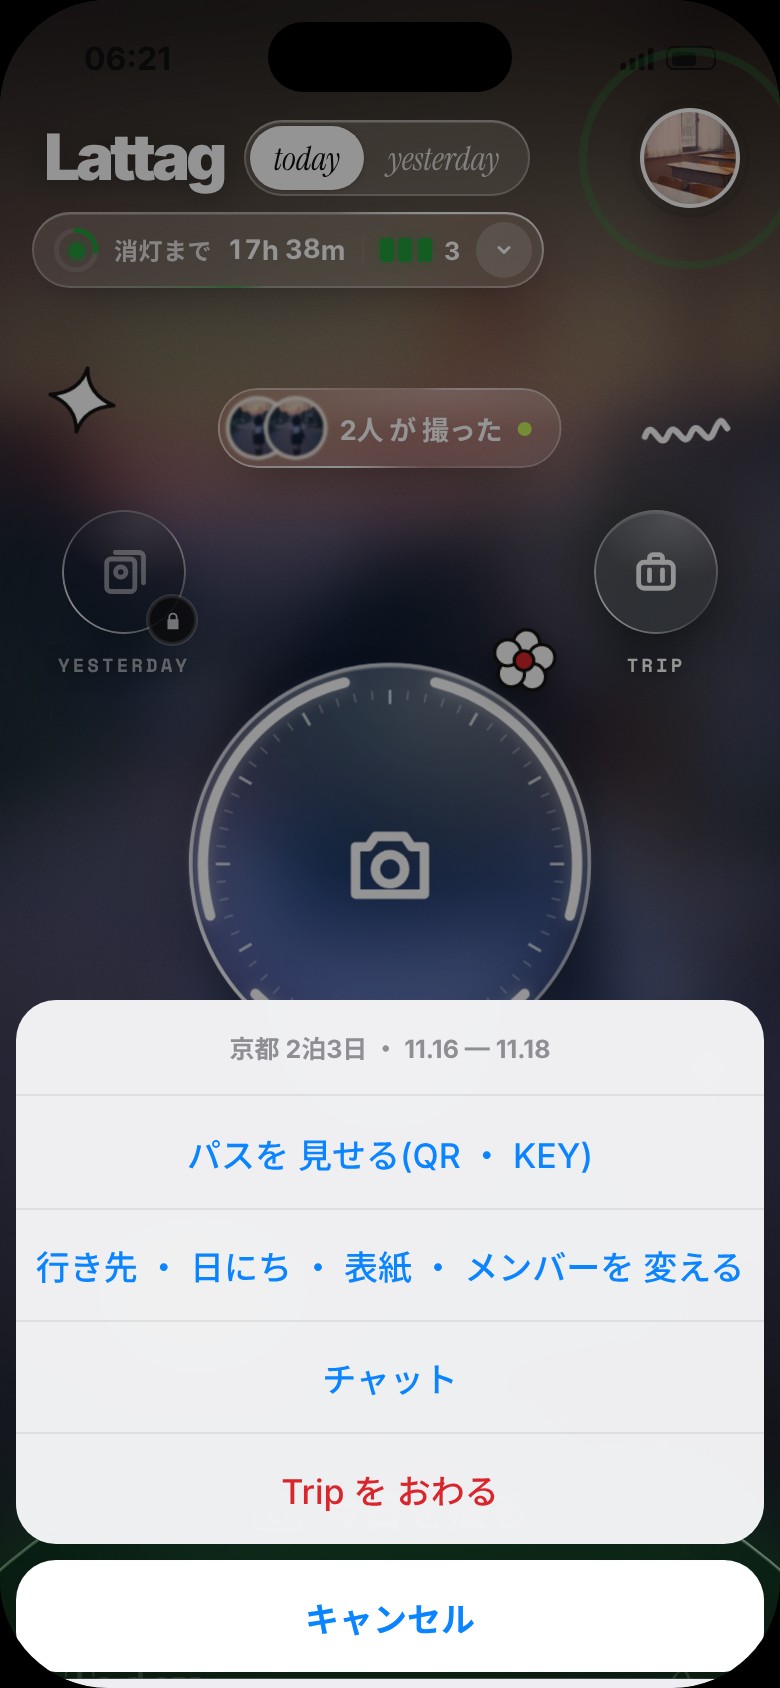 06:21
Lattag
today yesterday
消灯まで 17h 38m 3
2人 が 撮った
YESTERDAY
TRIP
京都 2泊3日 ・ 11.16 — 11.18
パスを 見せる(QR ・ KEY)
行き先 ・ 日にち ・ 表紙 ・ メンバーを 変える
チャット
Trip を おわる
キャンセル